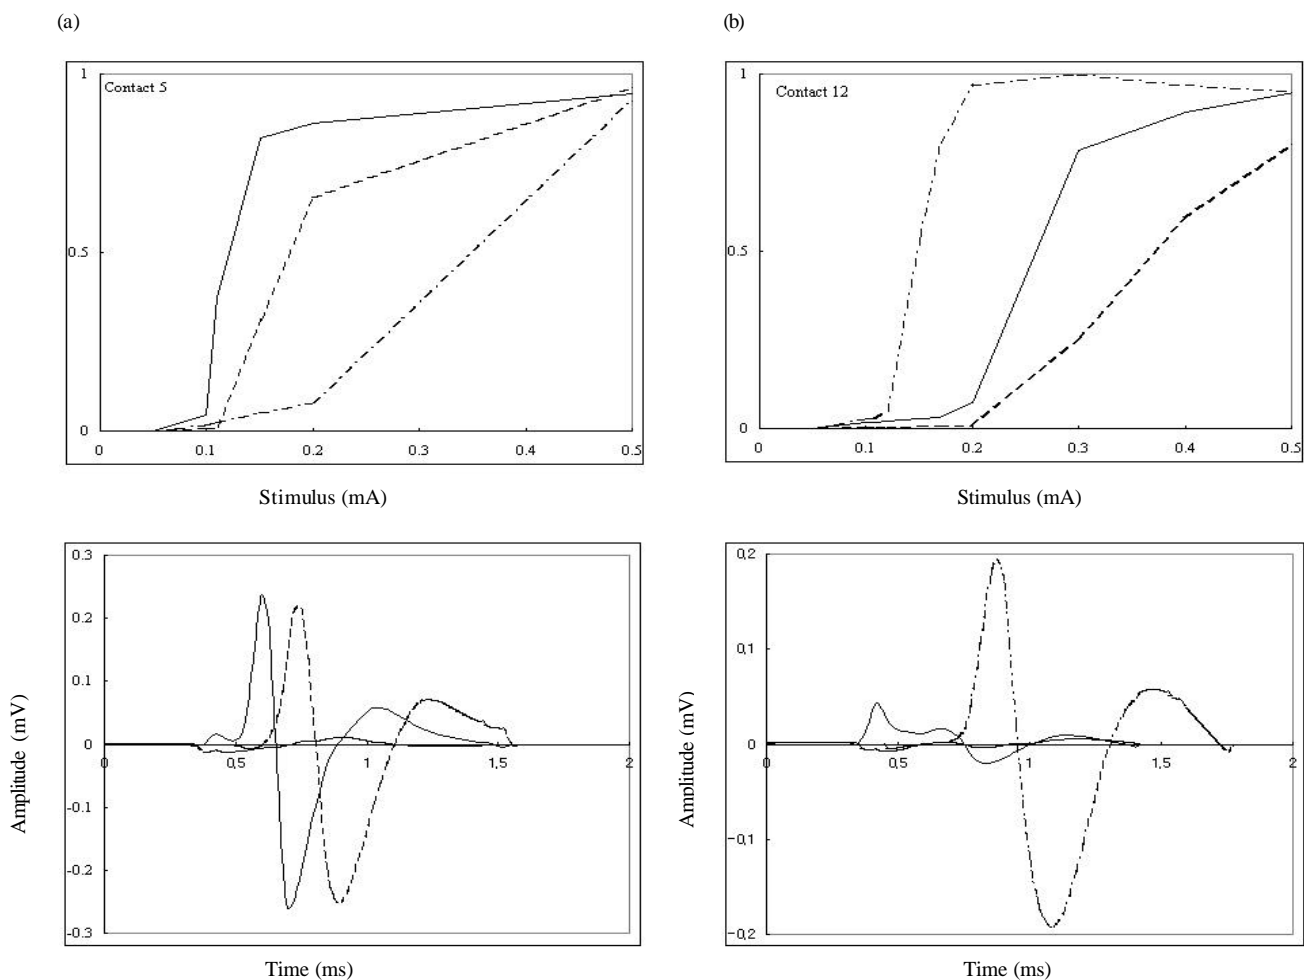 (a)
(b)
Contact 5
1
0.5
0
0 0.1 0.2 0.3 0.4 0.5
Stimulus (mA)
Contact 12
1
0.5
0
0 0.1 0.2 0.3 0.4 0.5
Stimulus (mA)
Amplitude (mV)
0.3
0.2
0.1
0
-0.1
-0.2
-0.3
0 0,5 1 1.5 2
Time (ms)
Amplitude (mV)
0,2
0,1
0
-0,1
-0,2
0 0,5 1 1,5 2
Time (ms)